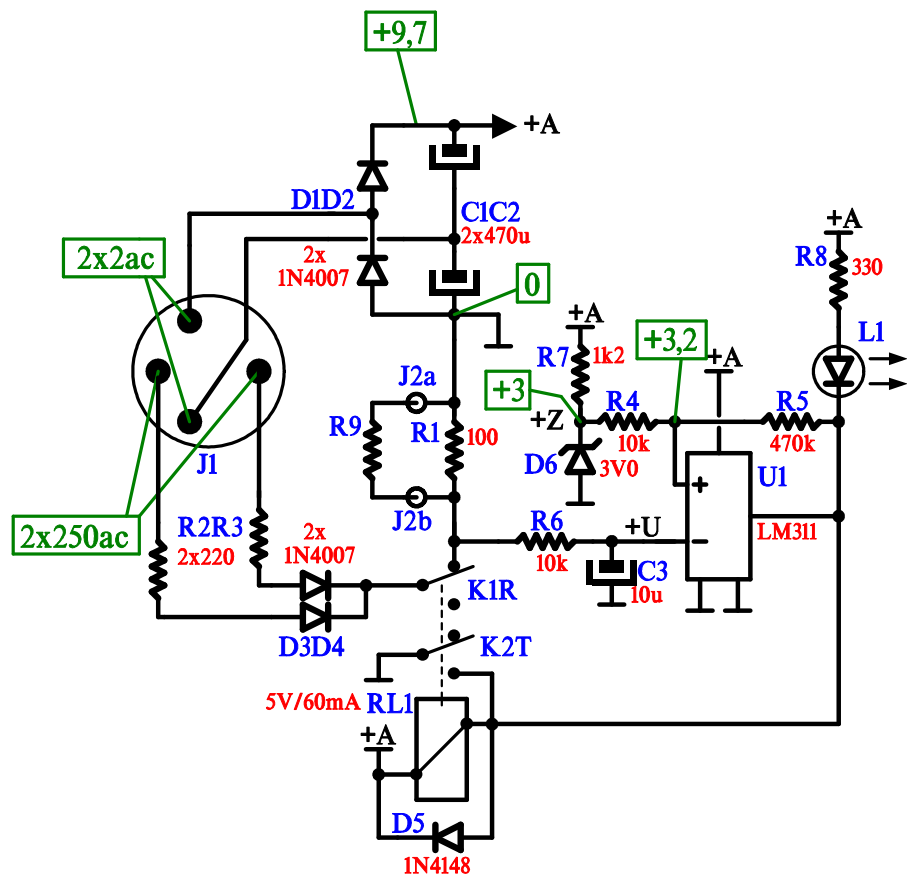 +9,7
+A
D1D2
C1C2
2x470u
2x
1N4007
2x2ac
0
+A
R8
330
+A
R7
1k2
+3,2
+A
L1
J2a
+3
R4
R5
R9
R1
100
+Z
10k
470k
J1
D6
3V0
U1
+
2x250ac
R2R3
2x220
2x
1N4007
J2b
R6
10k
+U
LM311
C3
10u
K1R
D3D4
K2T
5V/60mA
RL1
+A
D5
1N4148